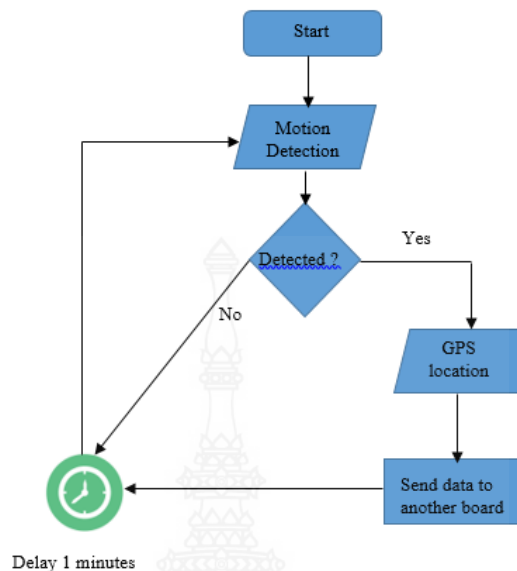 Start
Motion
Detection
Detected ?
Yes
No
GPS
location
Send data to
another board
Delay 1 minutes